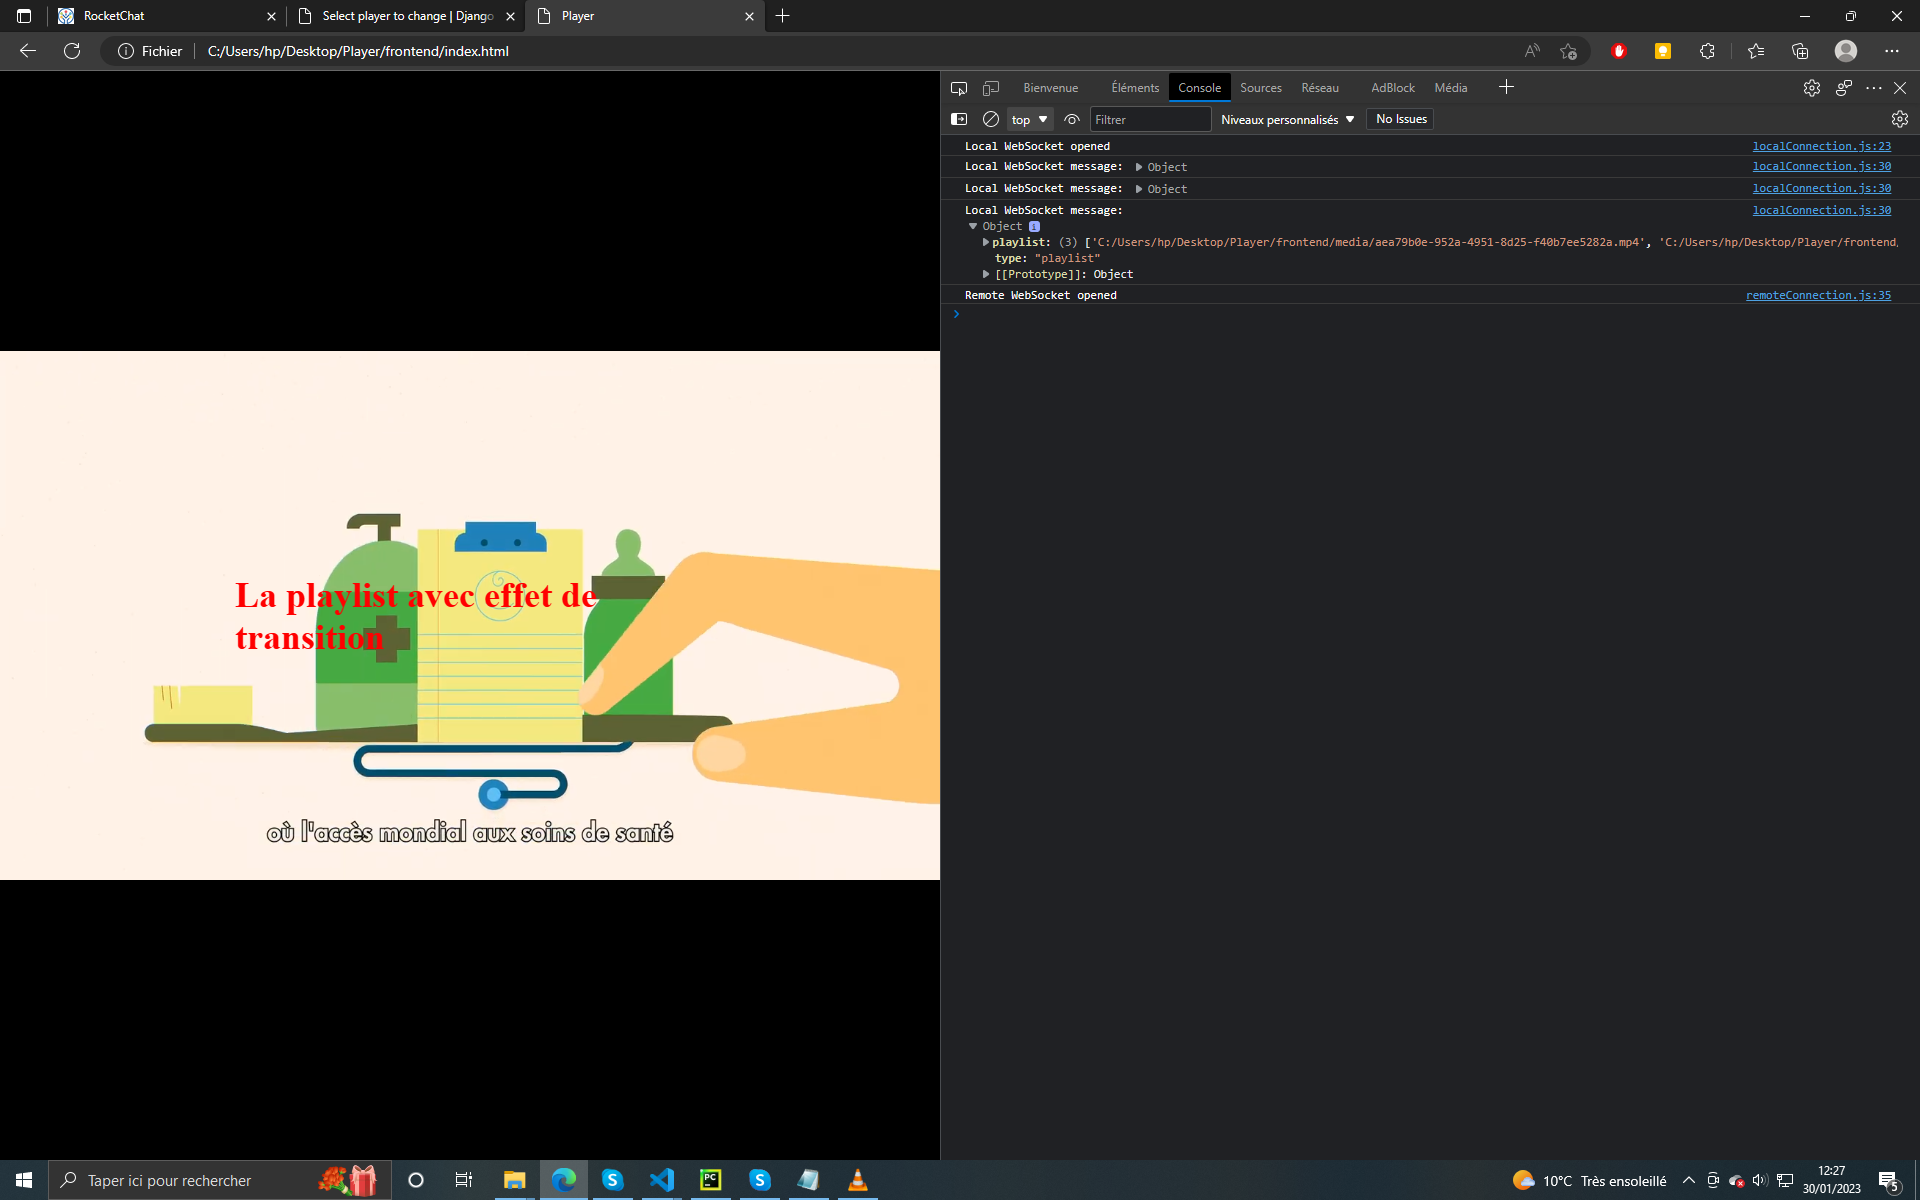 RocketChat
Select player to change | Django
Player
Fichier
C:/Users/hp/Desktop/Player/frontend/index.html
Bienvenue Éléments Console Sources Réseau AdBlock Média
top Filtrer Niveaux personnalisés No Issues
Local WebSocket opened localConnection.js:23
Local WebSocket message: Object localConnection.js:30
Local WebSocket message: Object localConnection.js:30
Local WebSocket message: localConnection.js:30
Object i
playlist: (3) ['C:/Users/hp/Desktop/Player/frontend/media/aea79b0e-952a-4951-8d25-f40b7ee5282a.mp4', 'C:/Users/hp/Desktop/Player/frontend,
type: "playlist"
[[Prototype]]: Object
Remote WebSocket opened remoteConnection.js:35
La playlist avec effet de
transition
où l'accès mondial aux soins de santé
Taper ici pour rechercher
PC
10°C Très ensoleillé
12:27
30/01/2023
5